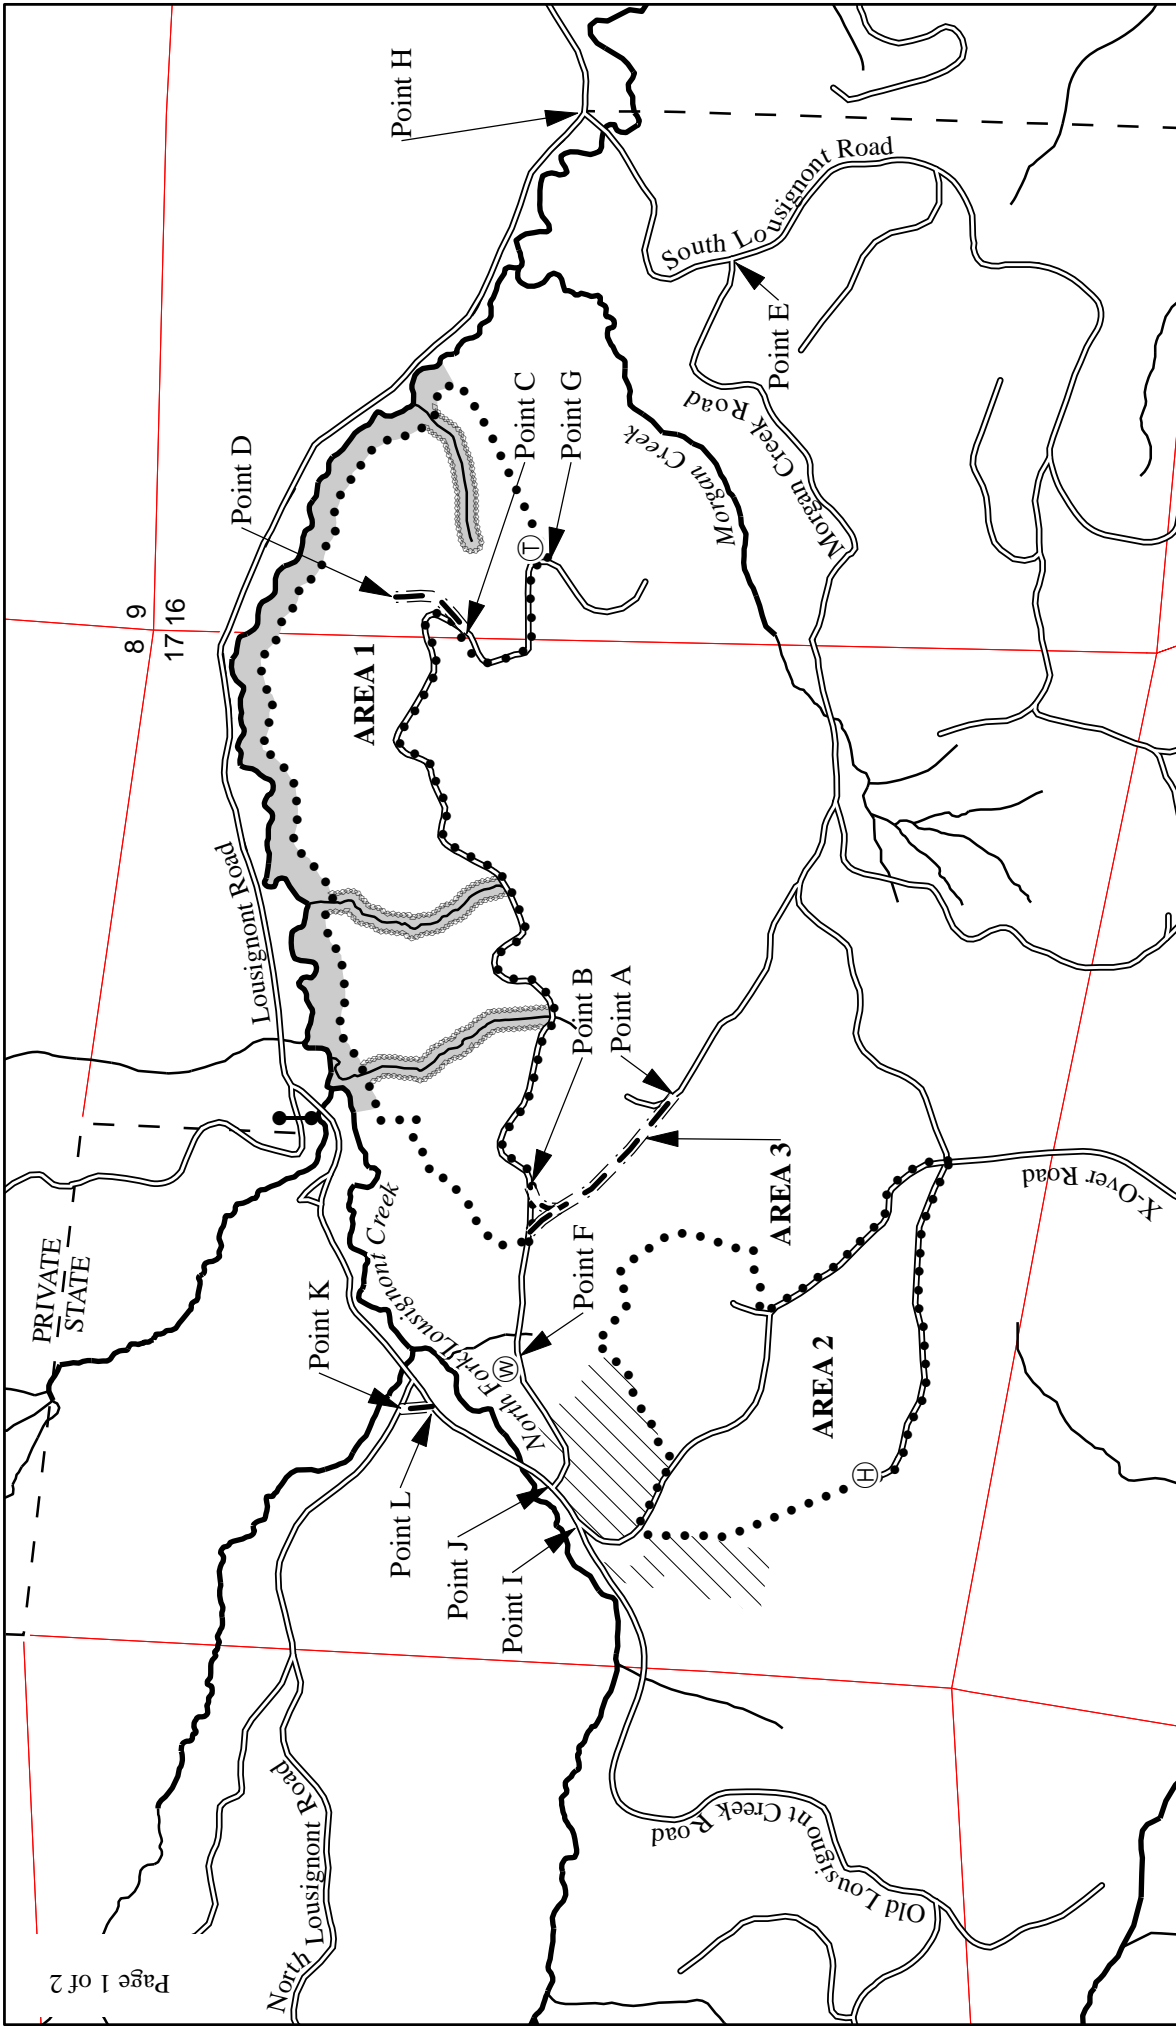 Page 1 of 2
PRIVATE
STATE
8 9
17 16
Point H
Point D
Lousignont Road
AREA 1
Point C
Point G
South Lousignont Road
Point E
Morgan Creek
Morgan Creek Road
Point B
Point A
Point K
North Fork Lousignont Creek
Point F
W
T
H
AREA 3
AREA 2
X-Over Road
Point L
Point J
Point I
North Lousignont Road
Old Lousignont Creek Road